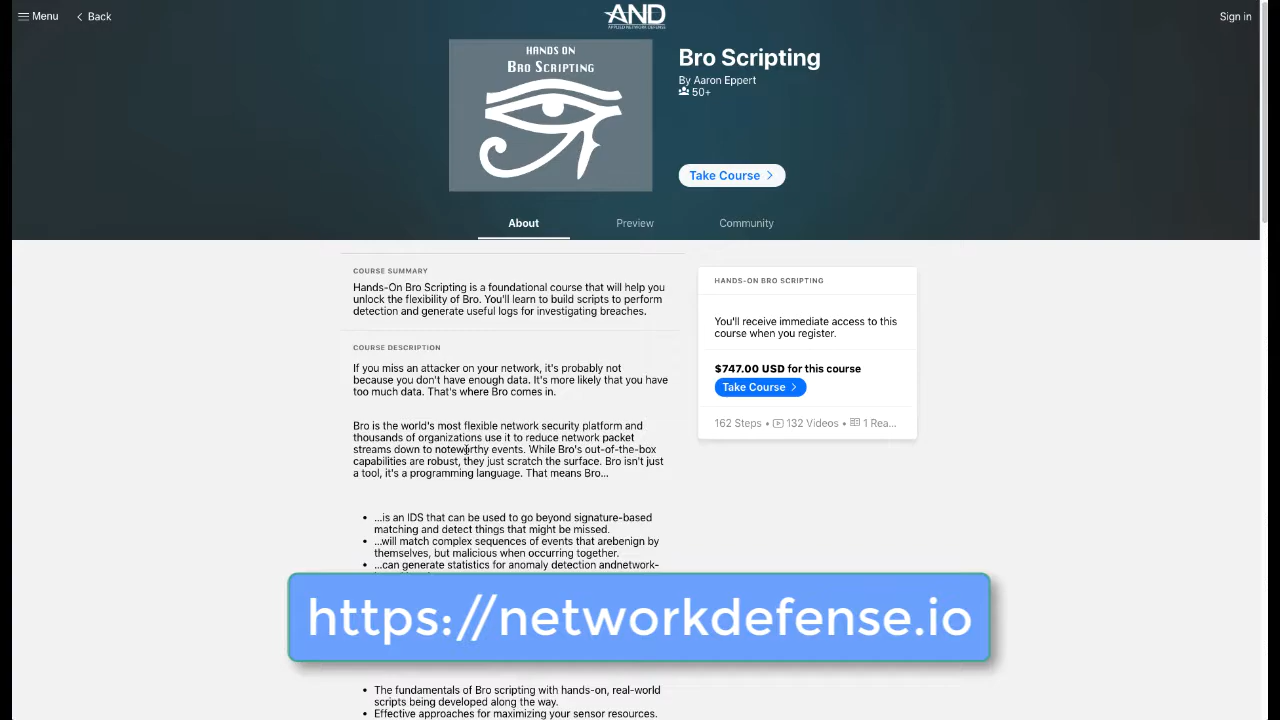 Menu
Back
AND
APPLIED NETWORK DEFENSE
Sign in
HANDS ON
BRO SCRIPTING
Bro Scripting
By Aaron Eppert
50+
Take Course
About
Preview
Community
COURSE SUMMARY
Hands-On Bro Scripting is a foundational course that will help you
unlock the flexibility of Bro. You'll learn to build scripts to perform
detection and generate useful logs for investigating breaches.
COURSE DESCRIPTION
If you miss an attacker on your network, it's probably not
because you don't have enough data. It's more likely that you have
too much data. That's where Bro comes in.
Bro is the world's most flexible network security platform and
thousands of organizations use it to reduce network packet
streams down to noteworthy events. While Bro's out-of-the-box
capabilities are robust, they just scratch the surface. Bro isn't just
a tool, it's a programming language. That means Bro...
...is an IDS that can be used to go beyond signature-based
matching and detect things that might be missed.
...will match complex sequences of events that arebenign by
themselves, but malicious when occurring together.
...can generate statistics for anomaly detection andnetwork-
HANDS-ON BRO SCRIPTING
You'll receive immediate access to this
course when you register.
$747.00 USD for this course
Take Course
162 Steps • 132 Videos • 1 Rea...
https://networkdefense.io
The fundamentals of Bro scripting with hands-on, real-world
scripts being developed along the way.
Effective approaches for maximizing your sensor resources.